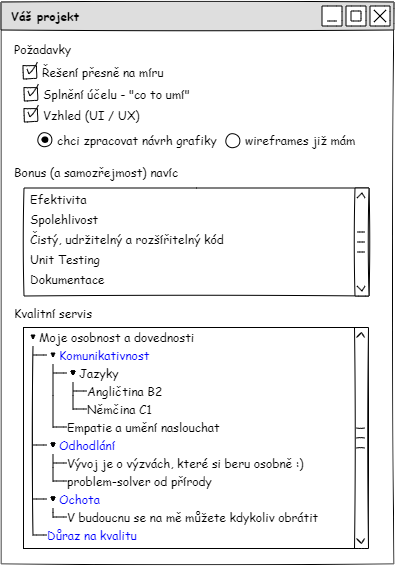 Váš projekt
Požadavky
Řešení přesně na míru
Splnění účelu - "co to umí"
Vzhled (UI / UX)
chci zpracovat návrh grafiky wireframes již mám
Bonus (a samozřejmost) navíc
Efektivita
Spolehlivost
Čistý, udržitelný a rozšířitelný kód
Unit Testing
Dokumentace
Kvalitní servis
Moje osobnost a dovednosti
Komunikativnost
Jazyky
Angličtina B2
Němčina C1
Empatie a umění naslouchat
Odhodlání
Vývoj je o výzvách, které si beru osobně :)
problem-solver od přírody
Ochota
V budoucnu se na mě můžete kdykoliv obrátit
Důraz na kvalitu